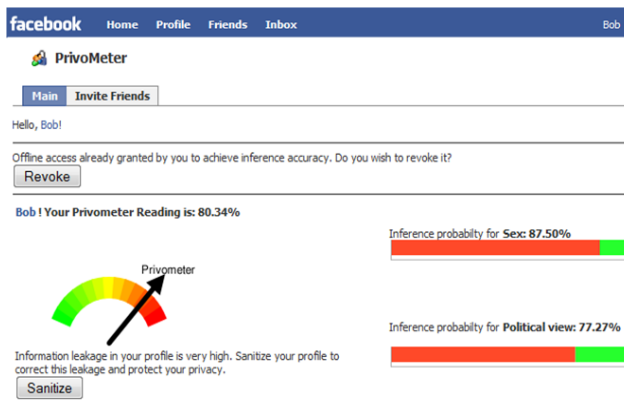 facebook Home Profile Friends Inbox Bob
PrivoMeter
Main Invite Friends
Hello, Bob!
Offline access already granted by you to achieve inference accuracy. Do you wish to revoke it?
Revoke
Bob ! Your Privometer Reading is: 80.34%
Inference probabilty for Sex: 87.50%
Privometer
Inference probabilty for Political view: 77.27%
Information leakage in your profile is very high. Sanitize your profile to
correct this leakage and protect your privacy.
Sanitize